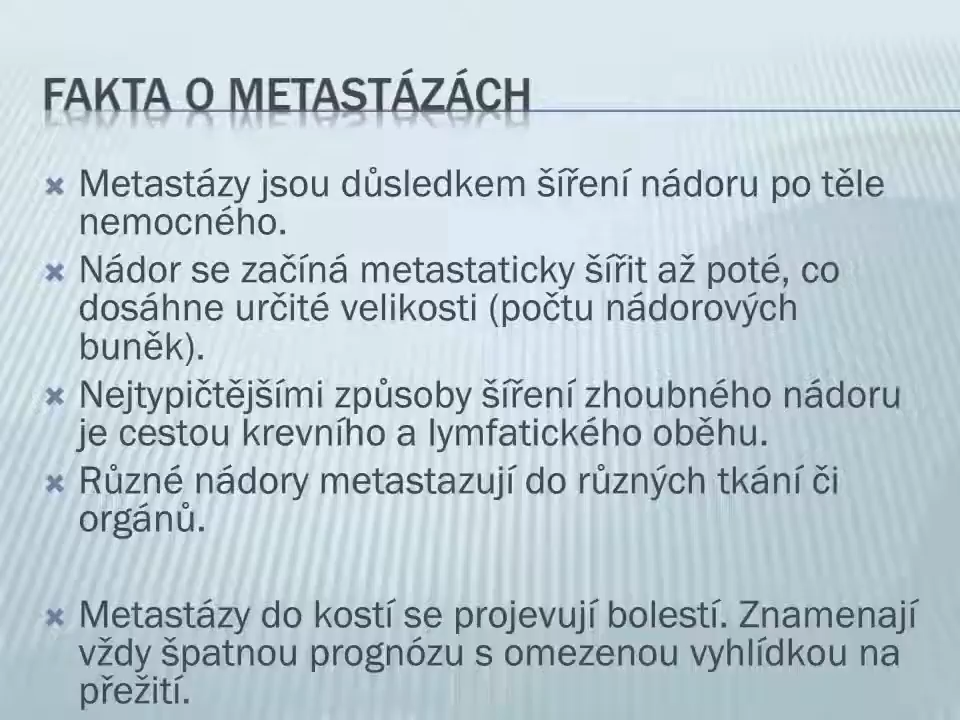 FAKTA O METASTÁZÁCH
Metastázy jsou důsledkem šíření nádoru po těle
nemocného.
Nádor se začíná metastaticky šířit až poté, co
dosáhne určité velikosti (počtu nádorových
buněk).
Nejtypičtějšími způsoby šíření zhoubného nádoru
je cestou krevního a lymfatického oběhu.
Různé nádory metastazují do různých tkání či
orgánů.
Metastázy do kostí se projevují bolestí. Znamenají
vždy špatnou prognózu s omezenou vyhlídkou na
přežití.